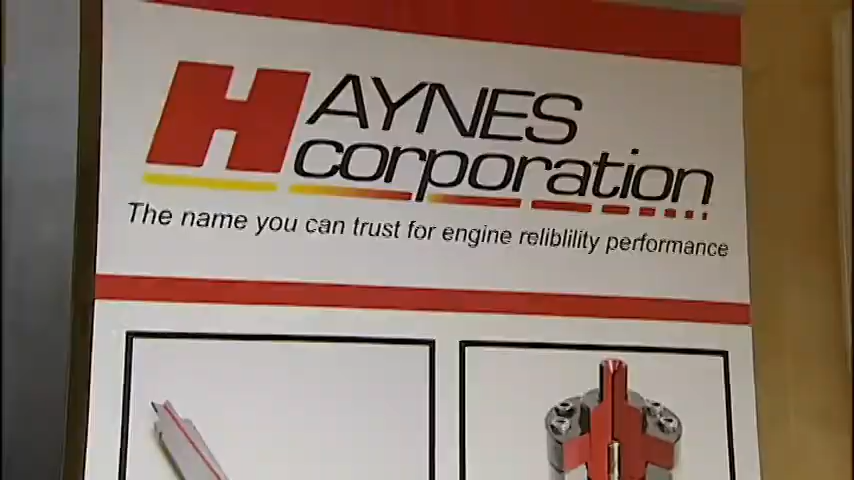 HAYNES
corporation
The name you can trust for engine reliblility performance